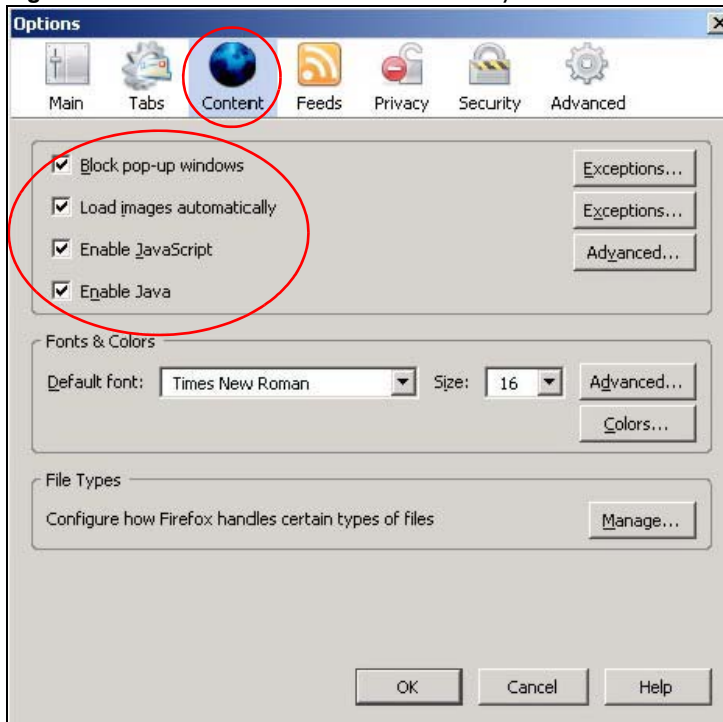 Options
Main Tabs Content Feeds Privacy Security Advanced
Block pop-up windows Exceptions...
Load images automatically Exceptions...
Enable JavaScript Advanced...
Enable Java
Fonts & Colors
Default font: Times New Roman Size: 16 Advanced...
Colors...
File Types
Configure how Firefox handles certain types of files Manage...
OK Cancel Help